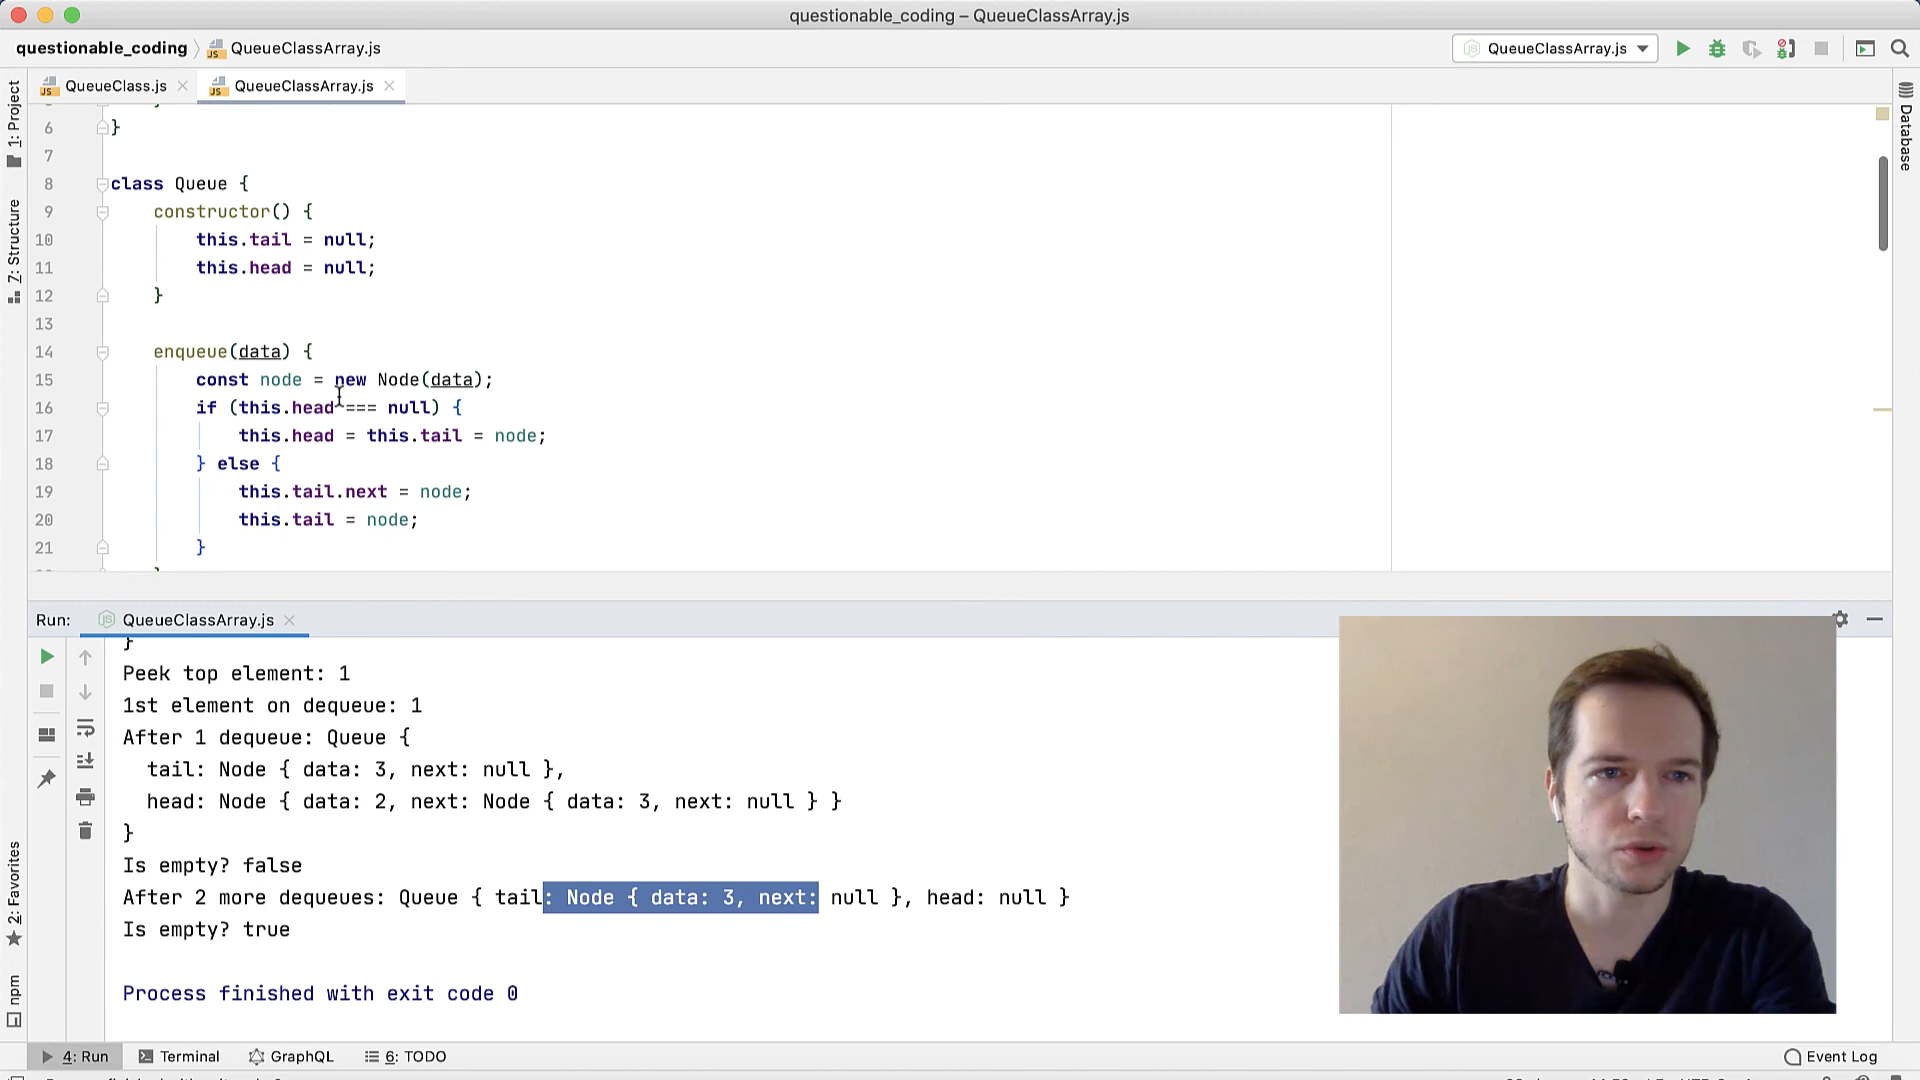 questionable_coding – QueueClassArray.js
questionable_coding
JS QueueClassArray.js
JS QueueClassArray.js
JS QueueClass.js
JS QueueClassArray.js
1: Project
Z: Structure
2: Favorites
npm
Database
6 }
7
8 class Queue {
9 constructor() {
10 this.tail = null;
11 this.head = null;
12 }
13
14 enqueue(data) {
15 const node = new Node(data);
16 if (this.head === null) {
17 this.head = this.tail = node;
18 } else {
19 this.tail.next = node;
20 this.tail = node;
21 }
Run: JS QueueClassArray.js
}
Peek top element: 1
1st element on dequeue: 1
After 1 dequeue: Queue {
tail: Node { data: 3, next: null },
head: Node { data: 2, next: Node { data: 3, next: null } }
}
Is empty? false
After 2 more dequeues: Queue { tail: Node { data: 3, next: null }, head: null }
Is empty? true
Process finished with exit code 0
4: Run
Terminal
GraphQL
6: TODO
Event Log